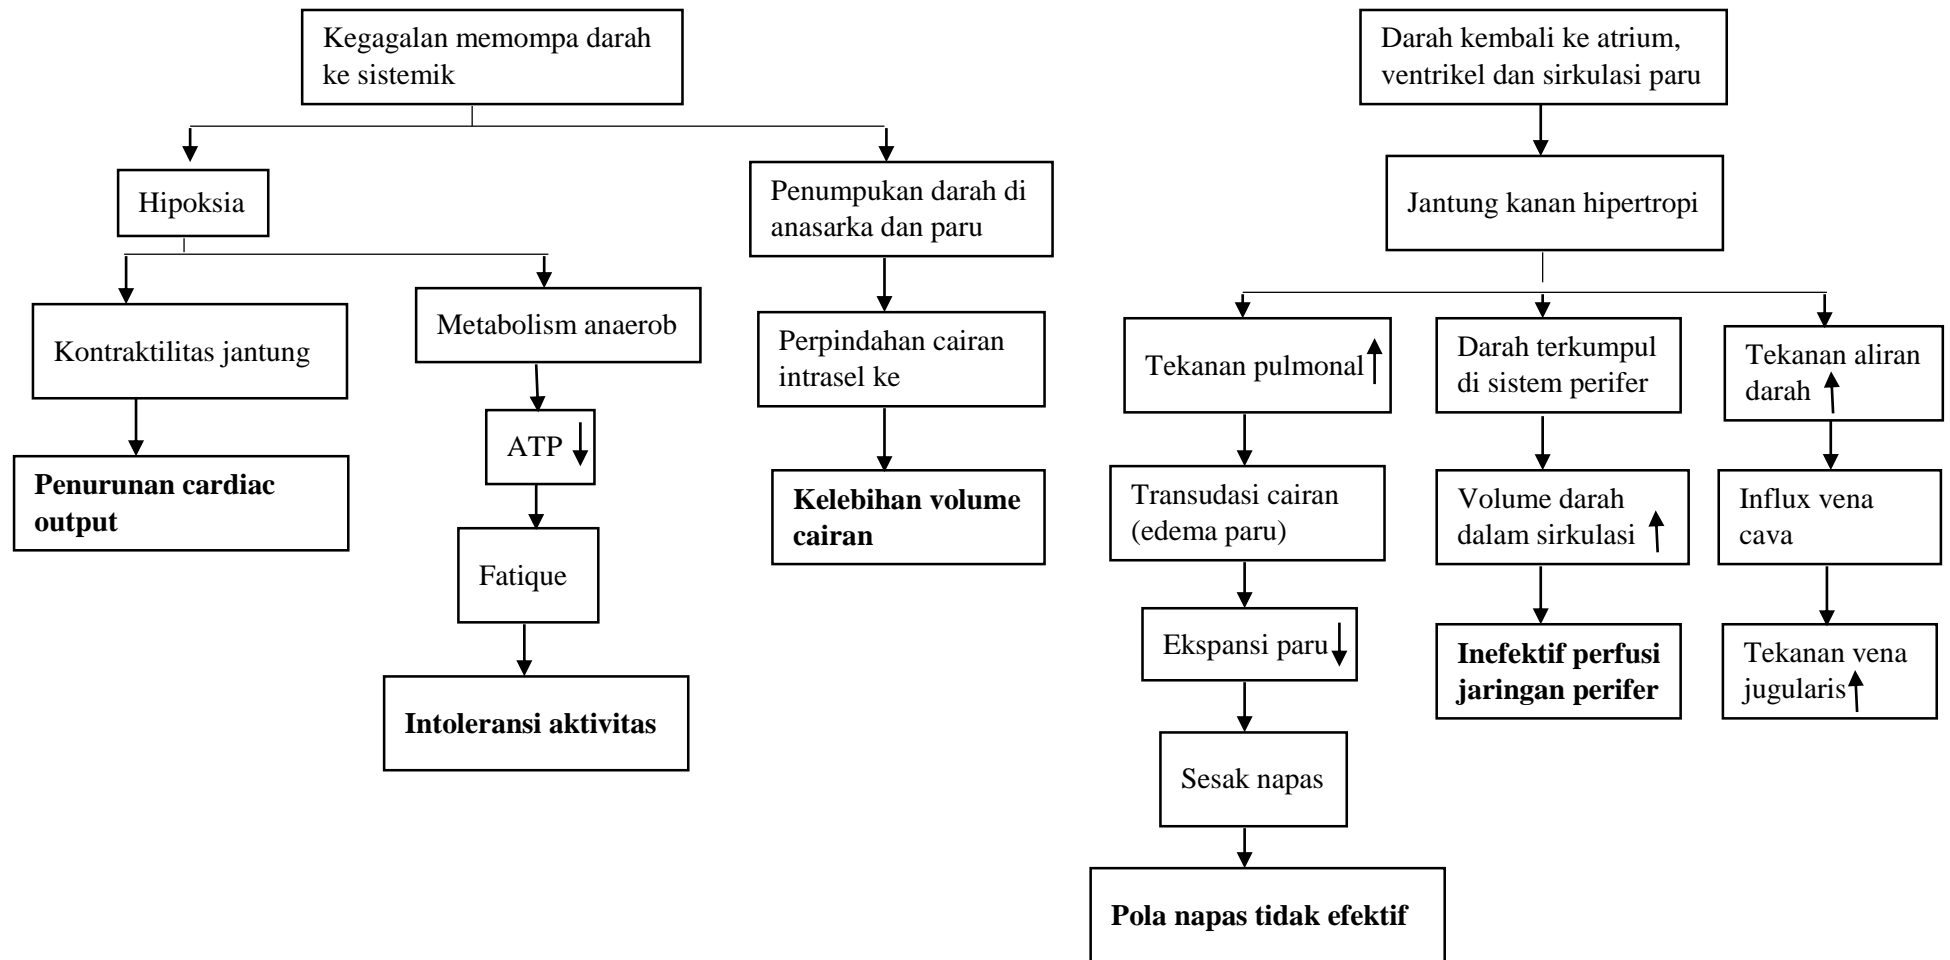 Kegagalan memompa darah
ke sistemik
Darah kembali ke atrium,
ventrikel dan sirkulasi paru
Hipoksia
Penumpukan darah di
anasarka dan paru
Jantung kanan hipertropi
Kontraktilitas jantung
Metabolism anaerob
Perpindahan cairan
intrasel ke
Tekanan pulmonal
Darah terkumpul
di sistem perifer
Tekanan aliran
darah
ATP
Penurunan cardiac
output
Kelebihan volume
cairan
Transudasi cairan
(edema paru)
Volume darah
dalam sirkulasi
Influx vena
cava
Fatique
Ekspansi paru
Inefektif perfusi
jaringan perifer
Tekanan vena
jugularis
Intoleransi aktivitas
Sesak napas
Pola napas tidak efektif